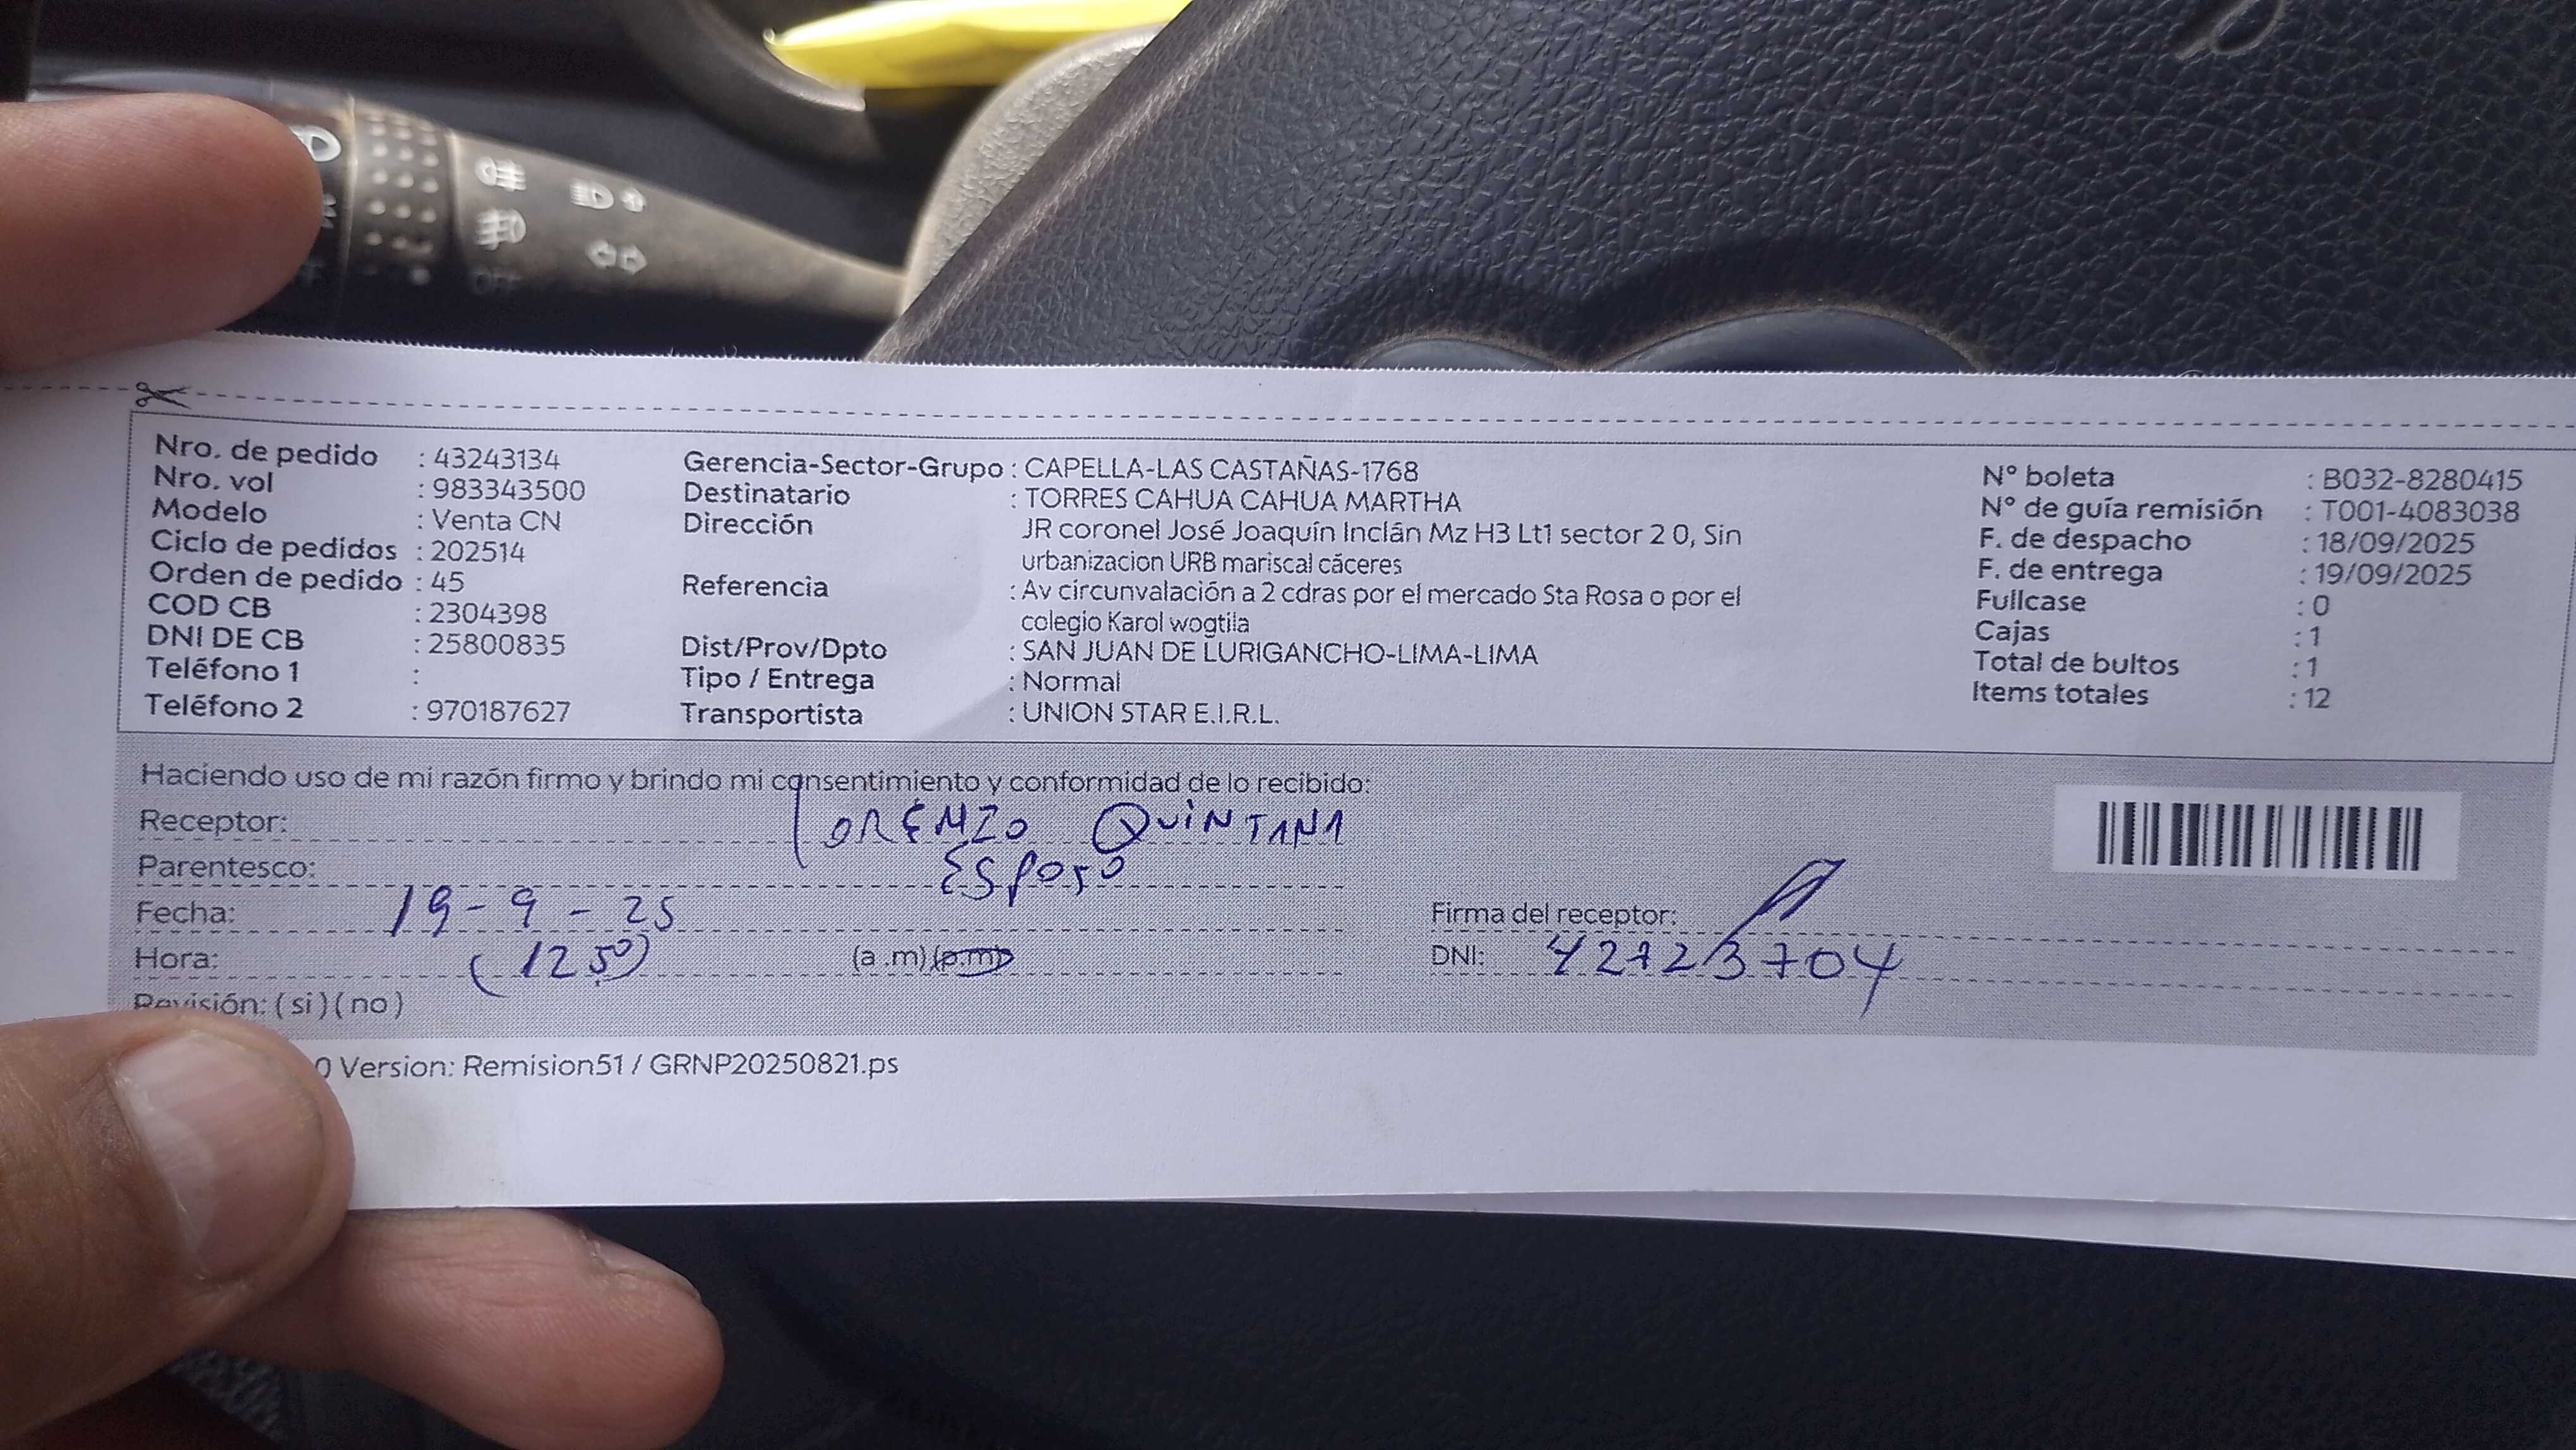 Nro. de pedido : 43243134
Nro. vol : 983343500
Modelo : Venta CN
Ciclo de pedidos : 202514
Orden de pedido : 45
COD CB : 2304398
DNI DE CB : 25800835
Teléfono 1 :
Teléfono 2 : 970187627
Gerencia-Sector-Grupo : CAPELLA-LAS CASTAÑAS-1768
Destinatario : TORRES CAHUA CAHUA MARTHA
Dirección JR coronel José Joaquín Inclán Mz H3 Lt1 sector 2 0, Sin
urbanizacion URB mariscal cáceres
Referencia : Av circunvalación a 2 cdras por el mercado Sta Rosa o por el
colegio Karol wogtila
Dist/Prov/Dpto : SAN JUAN DE LURIGANCHO-LIMA-LIMA
Tipo / Entrega : Normal
Transportista : UNION STAR E.I.R.L.
N° boleta : B032-8280415
N° de guía remisión : T001-4083038
F. de despacho : 18/09/2025
F. de entrega : 19/09/2025
Fullcase : 0
Cajas : 1
Total de bultos : 1
Items totales : 12
Haciendo uso de mi razón firmo y brindo mi consentimiento y conformidad de lo recibido:
Receptor: LORENZO QUINTANA
Parentesco: ESPOSO
Fecha: 19-9-25
Hora: (12 50) (a .m) (p.m)
Revisión: ( si ) ( no )
Firma del receptor:
DNI: 42723704
0 Version: Remision51 / GRNP20250821.ps
OFF